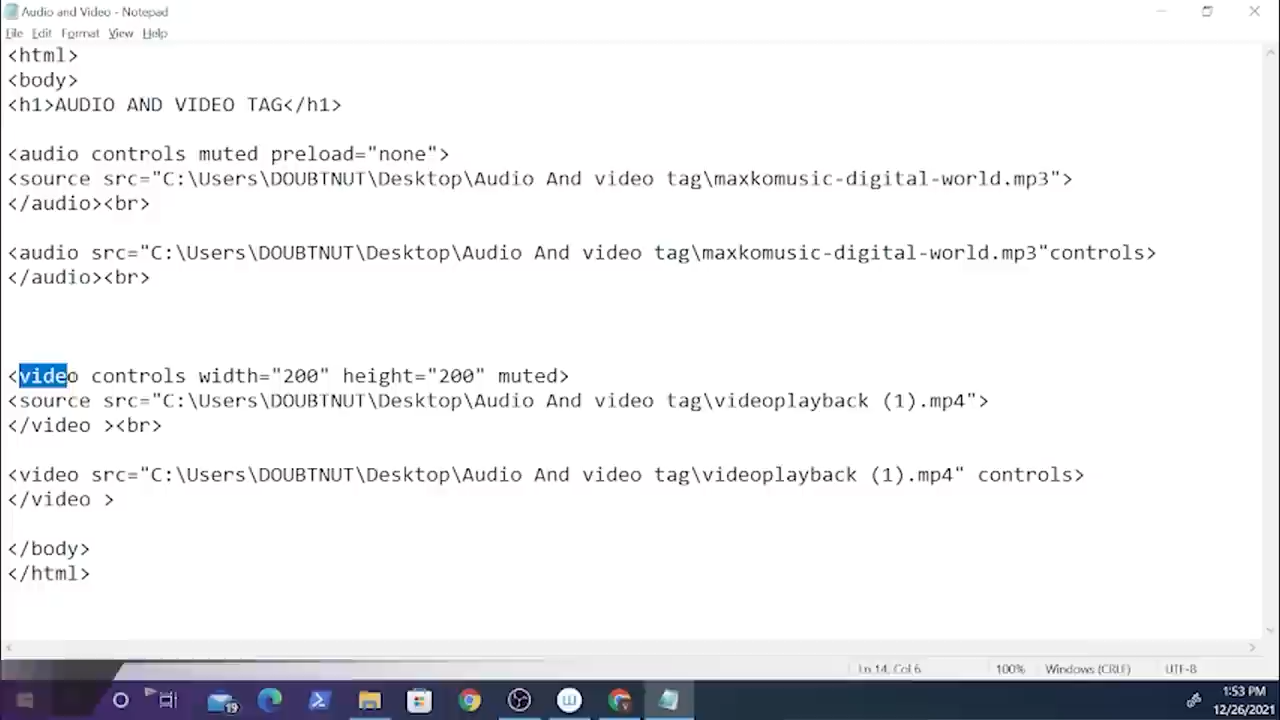 Audio and Video - Notepad
File Edit Format View Help
<html>
<body>
<h1>AUDIO AND VIDEO TAG</h1>
<audio controls muted preload="none">
<source src="C:\Users\DOUBTNUT\Desktop\Audio And video tag\maxkomusic-digital-world.mp3">
</audio><br>
<audio src="C:\Users\DOUBTNUT\Desktop\Audio And video tag\maxkomusic-digital-world.mp3"controls>
</audio><br>
<video controls width="200" height="200" muted>
<source src="C:\Users\DOUBTNUT\Desktop\Audio And video tag\videoplayback (1).mp4">
</video ><br>
<video src="C:\Users\DOUBTNUT\Desktop\Audio And video tag\videoplayback (1).mp4" controls>
</video >
</body>
</html>
Ln 14, Col 6 100% Windows (CRLF) UTF-8
19
1:53 PM
12/26/2021